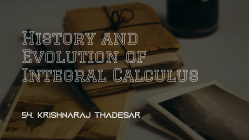 History and
Evolution of
Integral Calculus
54. Krishnaraj Thadesar